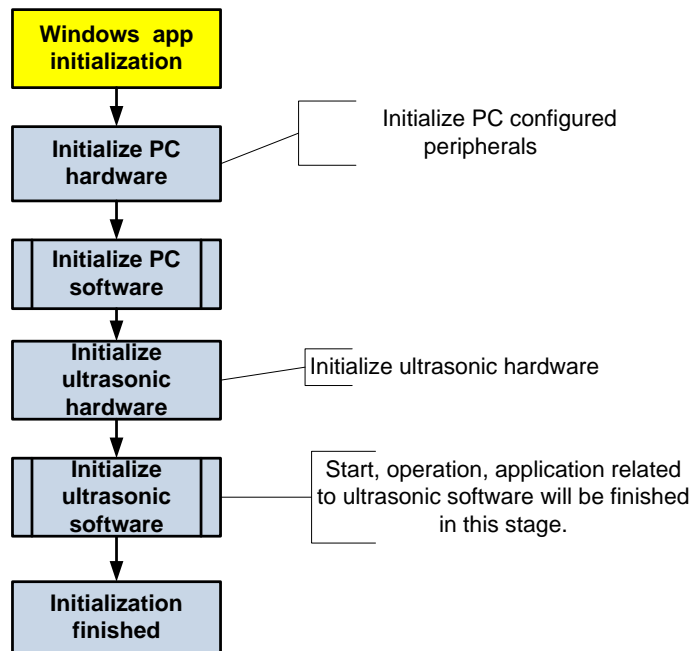 Windows app
initialization
Initialize PC
hardware
Initialize PC configured
peripherals
Initialize PC
software
Initialize
ultrasonic
hardware
Initialize ultrasonic hardware
Initialize
ultrasonic
software
Start, operation, application related
to ultrasonic software will be finished
in this stage.
Initialization
finished